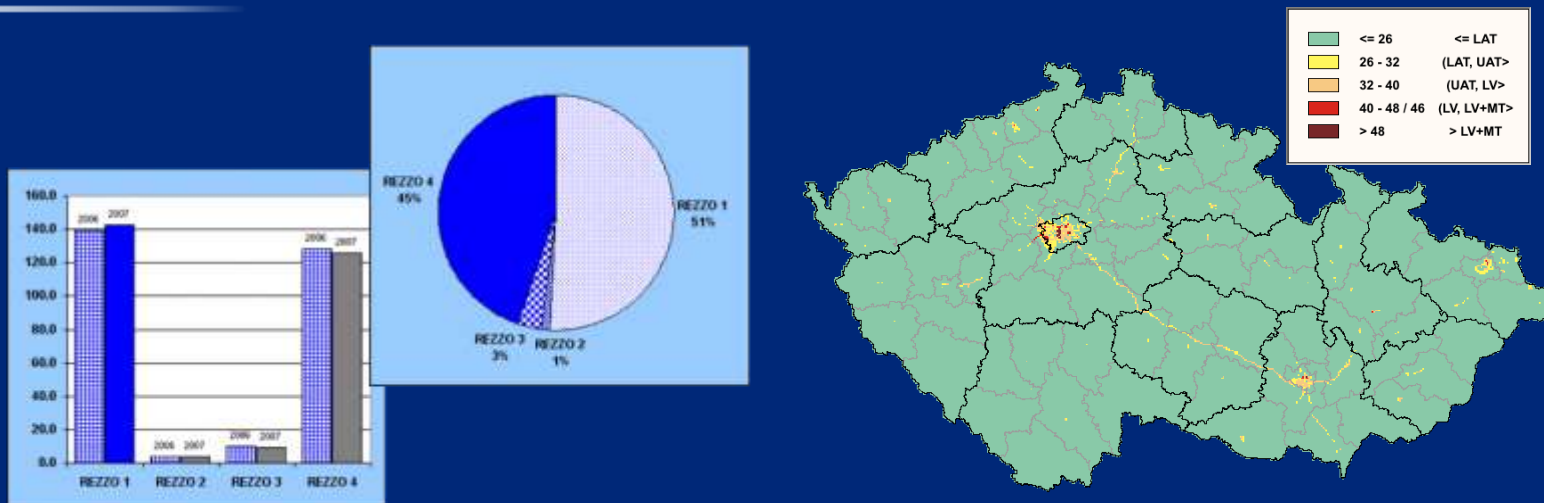 160.0
140.0
120.0
100.0
80.0
60.0
40.0
20.0
0.0
2006 2007
2006 2007
2006 2007
2006 2007
REZZO 1 REZZO 2 REZZO 3 REZZO 4
REZZO 4
45%
REZZO 1
51%
REZZO 3
3%
REZZO 2
1%
<= 26 <= LAT
26 - 32 (LAT, UAT>
32 - 40 (UAT, LV>
40 - 48 / 46 (LV, LV+MT>
> 48 > LV+MT